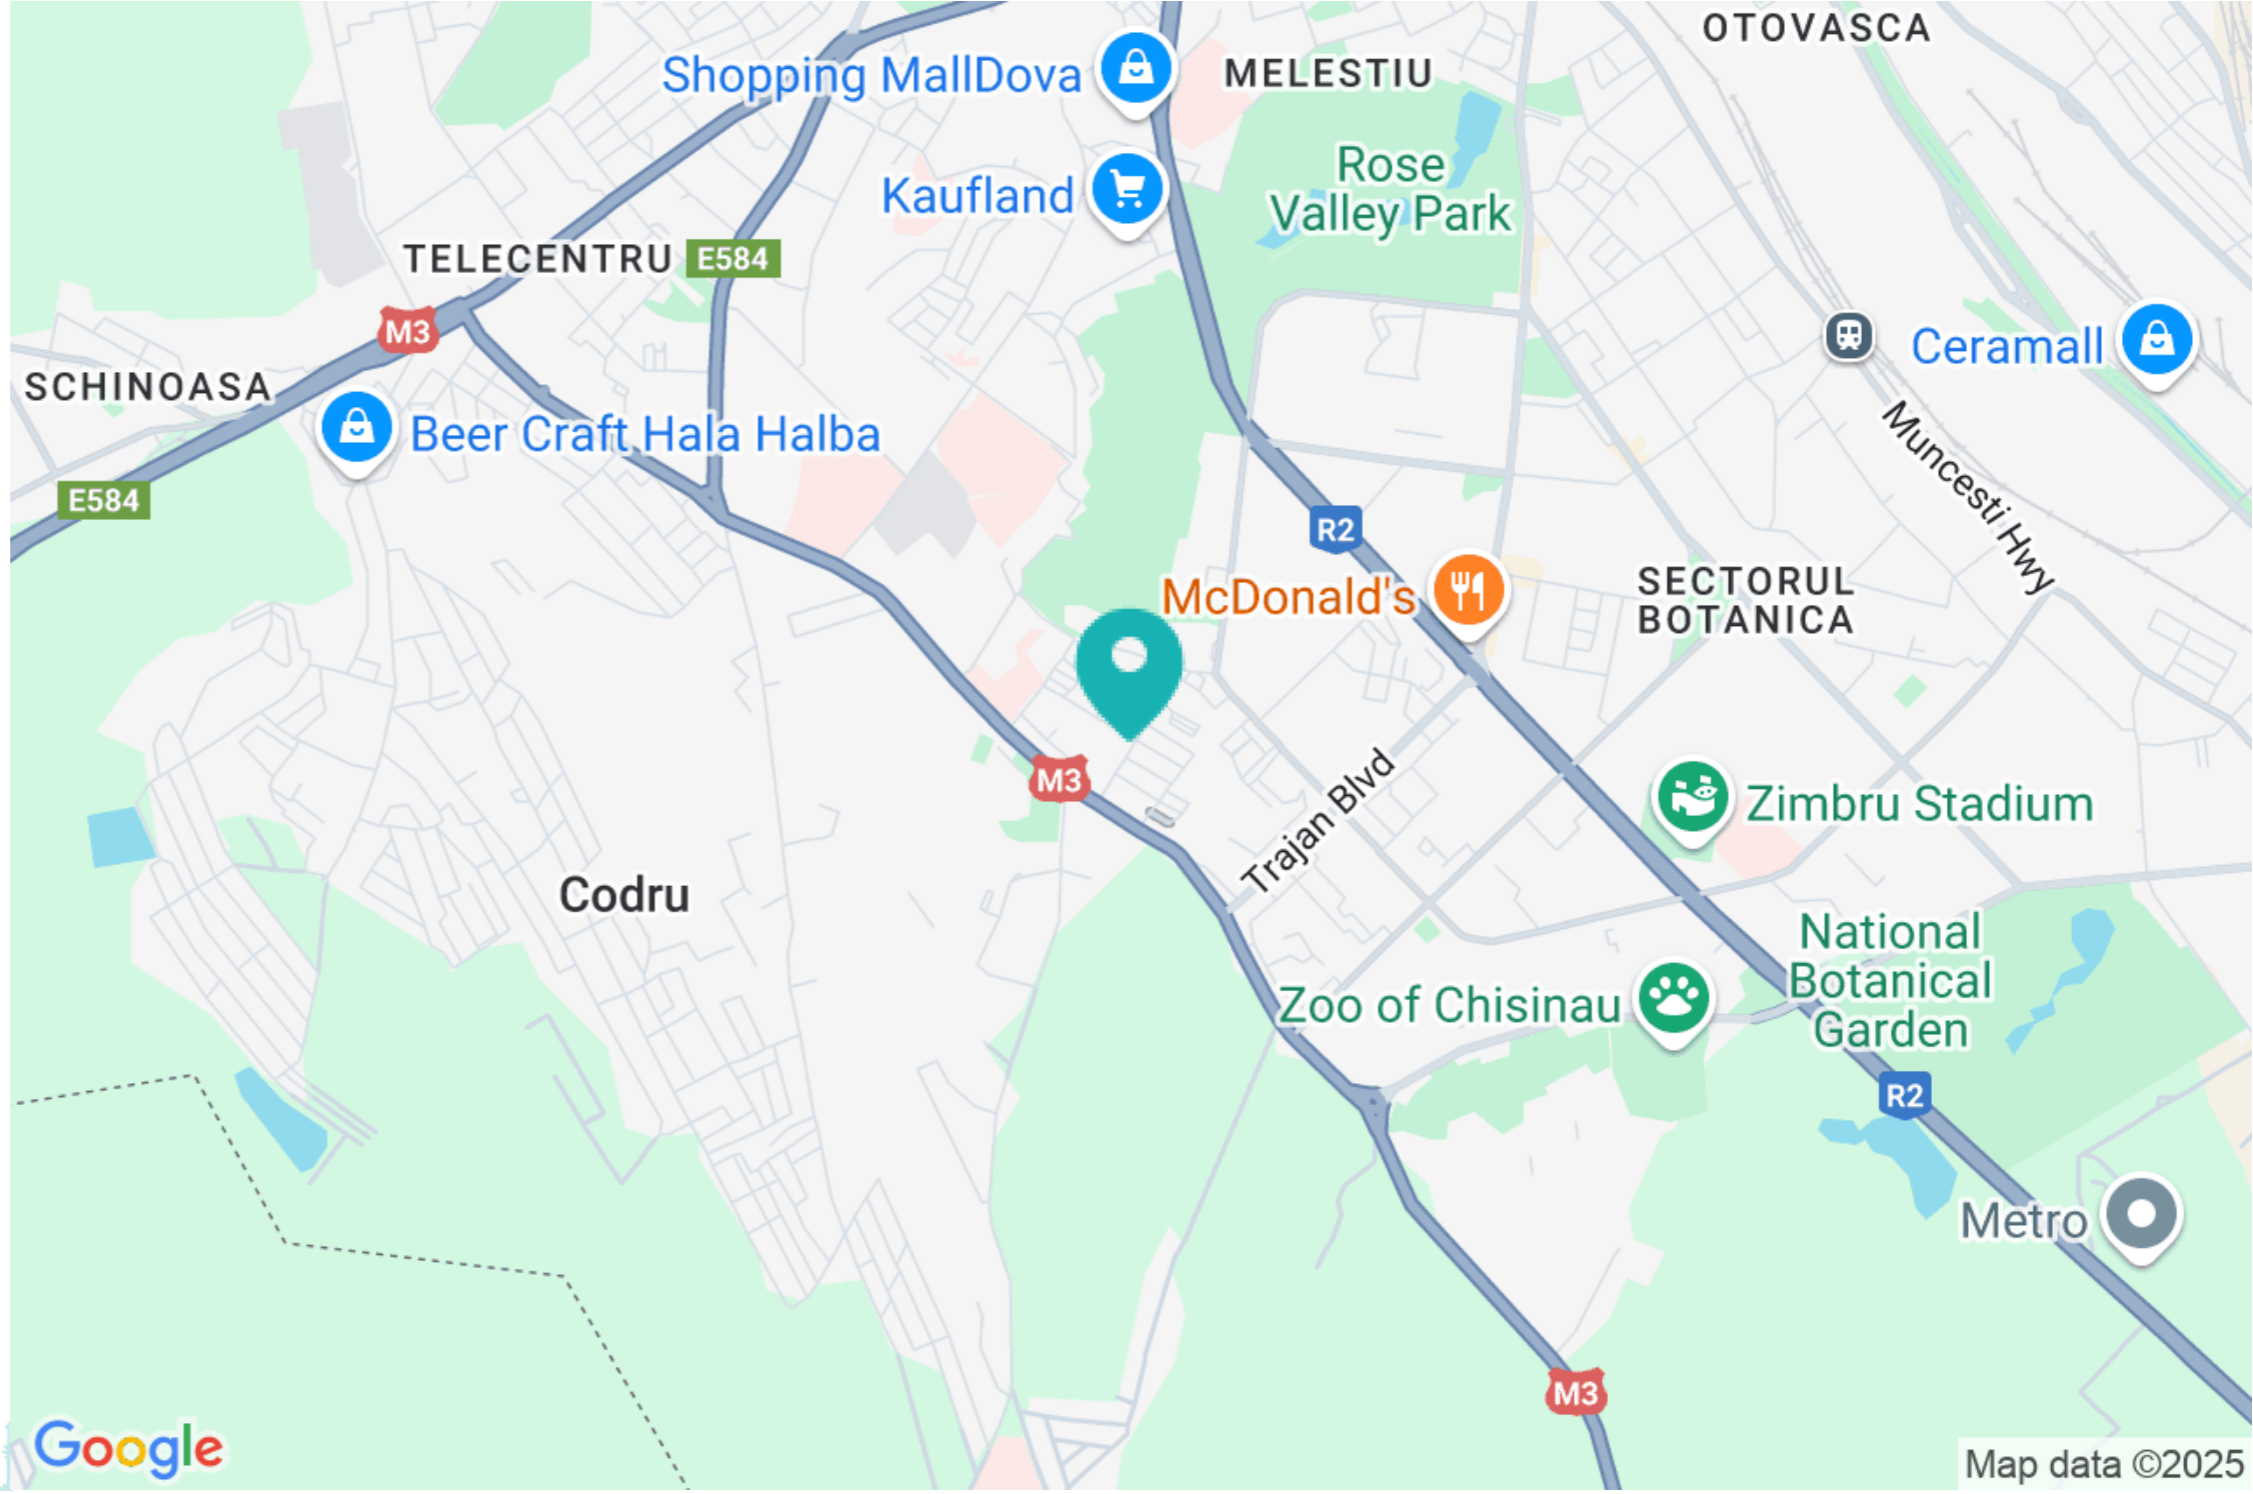 OTOVASCA
Shopping MallDova
MELESTIU
Rose
Valley Park
Kaufland
TELECENTRU
E584
M3
Ceramall
SCHINOASA
Beer Craft Hala Halba
Muncesti Hwy
E584
R2
McDonald's
SECTORUL
BOTANICA
M3
Trajan Blvd
Zimbru Stadium
Codru
National
Botanical
Garden
Zoo of Chisinau
R2
Metro
M3
Google
Map data ©2025